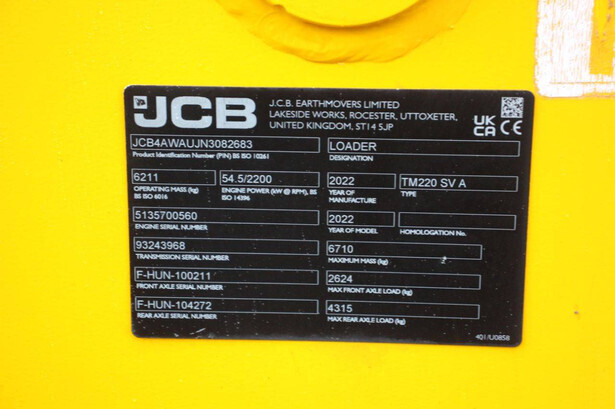 JCB
J.C.B. EARTHMOVERS LIMITED
LAKESIDE WORKS, ROCESTER, UTTOXETER,
UNITED KINGDOM, ST14 5JP
UK
CA CE
JCB4AWAUJN3082683
Product Identification Number (PIN) BS ISO 10261
LOADER
DESIGNATION
6211
OPERATING MASS (kg)
BS ISO 6016
54.5/2200
ENGINE POWER (kW @ RPM), BS
ISO 14396
2022
YEAR OF
MANUFACTURE
TM220 SV A
TYPE
5135700560
ENGINE SERIAL NUMBER
2022
YEAR OF MODEL
HOMOLOGATION No.
93243968
TRANSMISSION SERIAL NUMBER
6710
MAXIMUM MASS (kg)
F-HUN-100211
FRONT AXLE SERIAL NUMBER
2624
MAX FRONT AXLE LOAD (kg)
F-HUN-104272
REAR AXLE SERIAL NUMBER
4315
MAX REAR AXLE LOAD (kg)
401/U0858